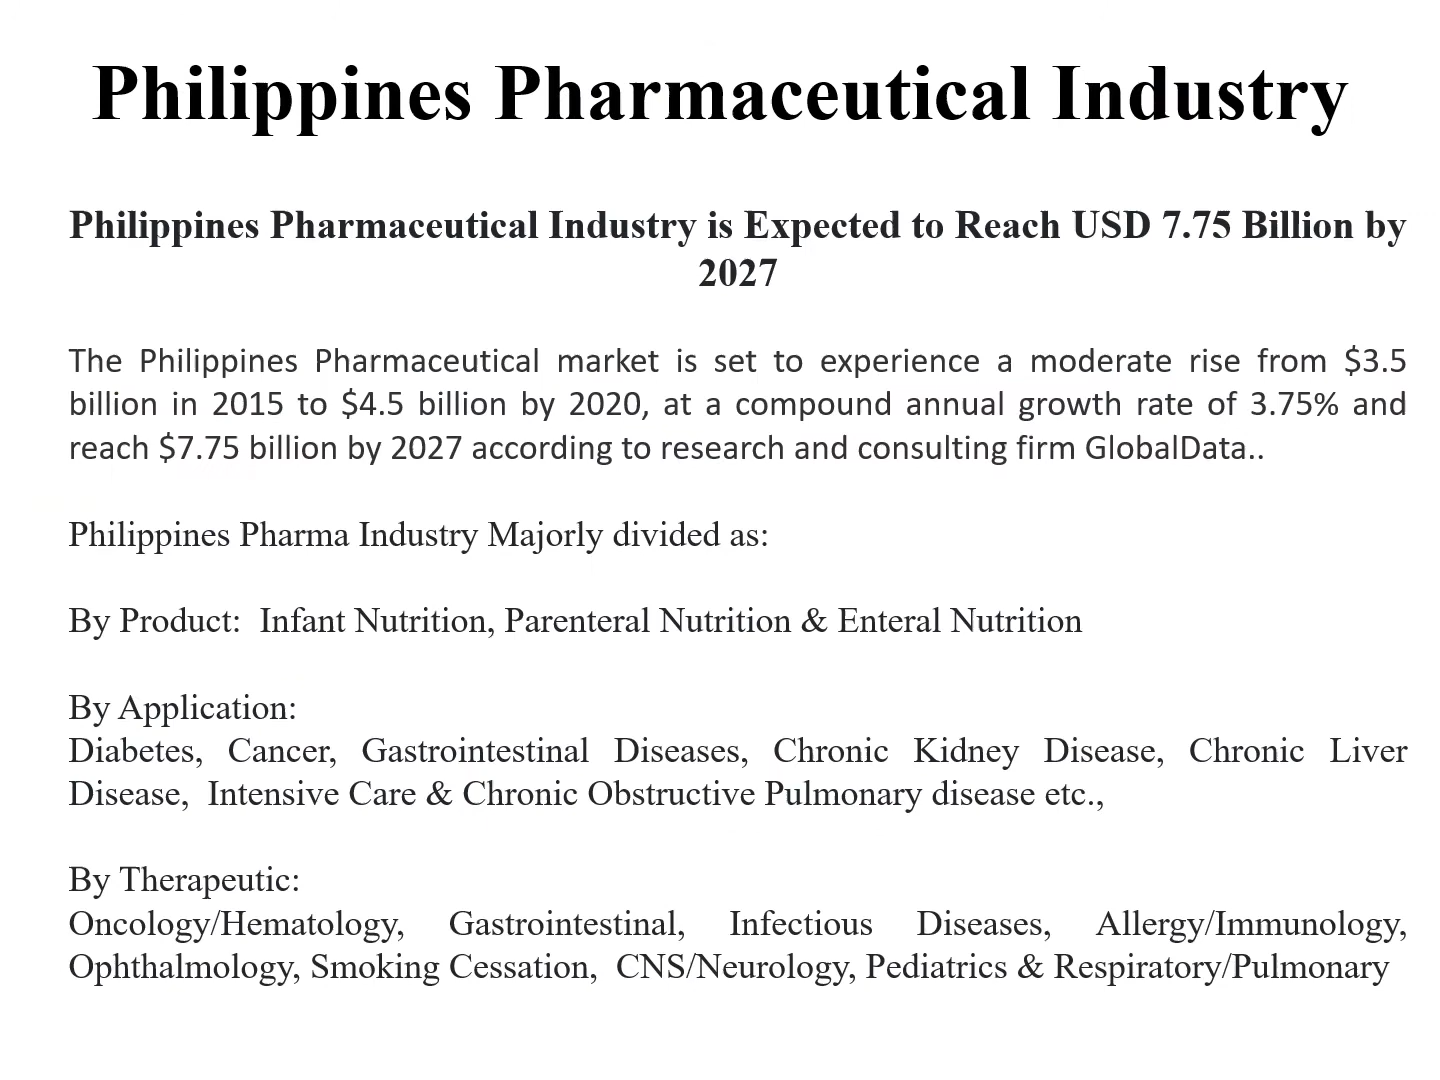 Philippines Pharmaceutical Industry
Philippines Pharmaceutical Industry is Expected to Reach USD 7.75 Billion by
2027
The Philippines Pharmaceutical market is set to experience a moderate rise from $3.5
billion in 2015 to $4.5 billion by 2020, at a compound annual growth rate of 3.75% and
reach $7.75 billion by 2027 according to research and consulting firm GlobalData..
Philippines Pharma Industry Majorly divided as:
By Product:  Infant Nutrition, Parenteral Nutrition & Enteral Nutrition
By Application:
Diabetes, Cancer, Gastrointestinal Diseases, Chronic Kidney Disease, Chronic Liver
Disease,  Intensive Care & Chronic Obstructive Pulmonary disease etc.,
By Therapeutic:
Oncology/Hematology, Gastrointestinal, Infectious Diseases, Allergy/Immunology,
Ophthalmology, Smoking Cessation,  CNS/Neurology, Pediatrics & Respiratory/Pulmonary